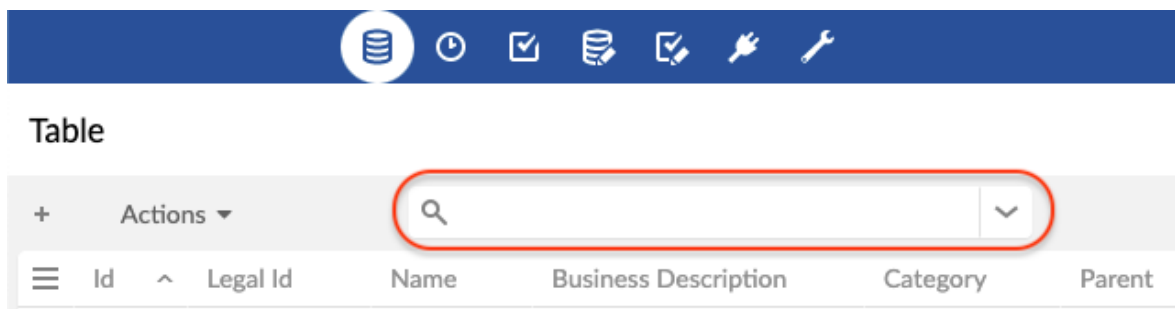 Table
+ Actions
Id Legal Id Name Business Description Category Parent